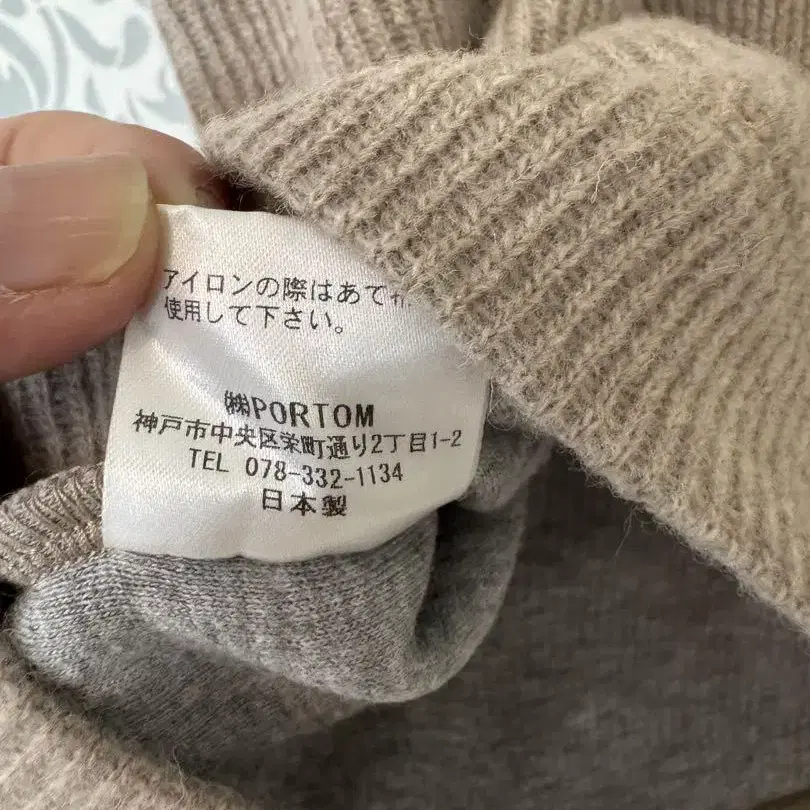 アイロンの際はあて布
使用して下さい。
㈱PORTOM
神戸市中央区栄町通り2丁目1-2
TEL 078-332-1134
日本製